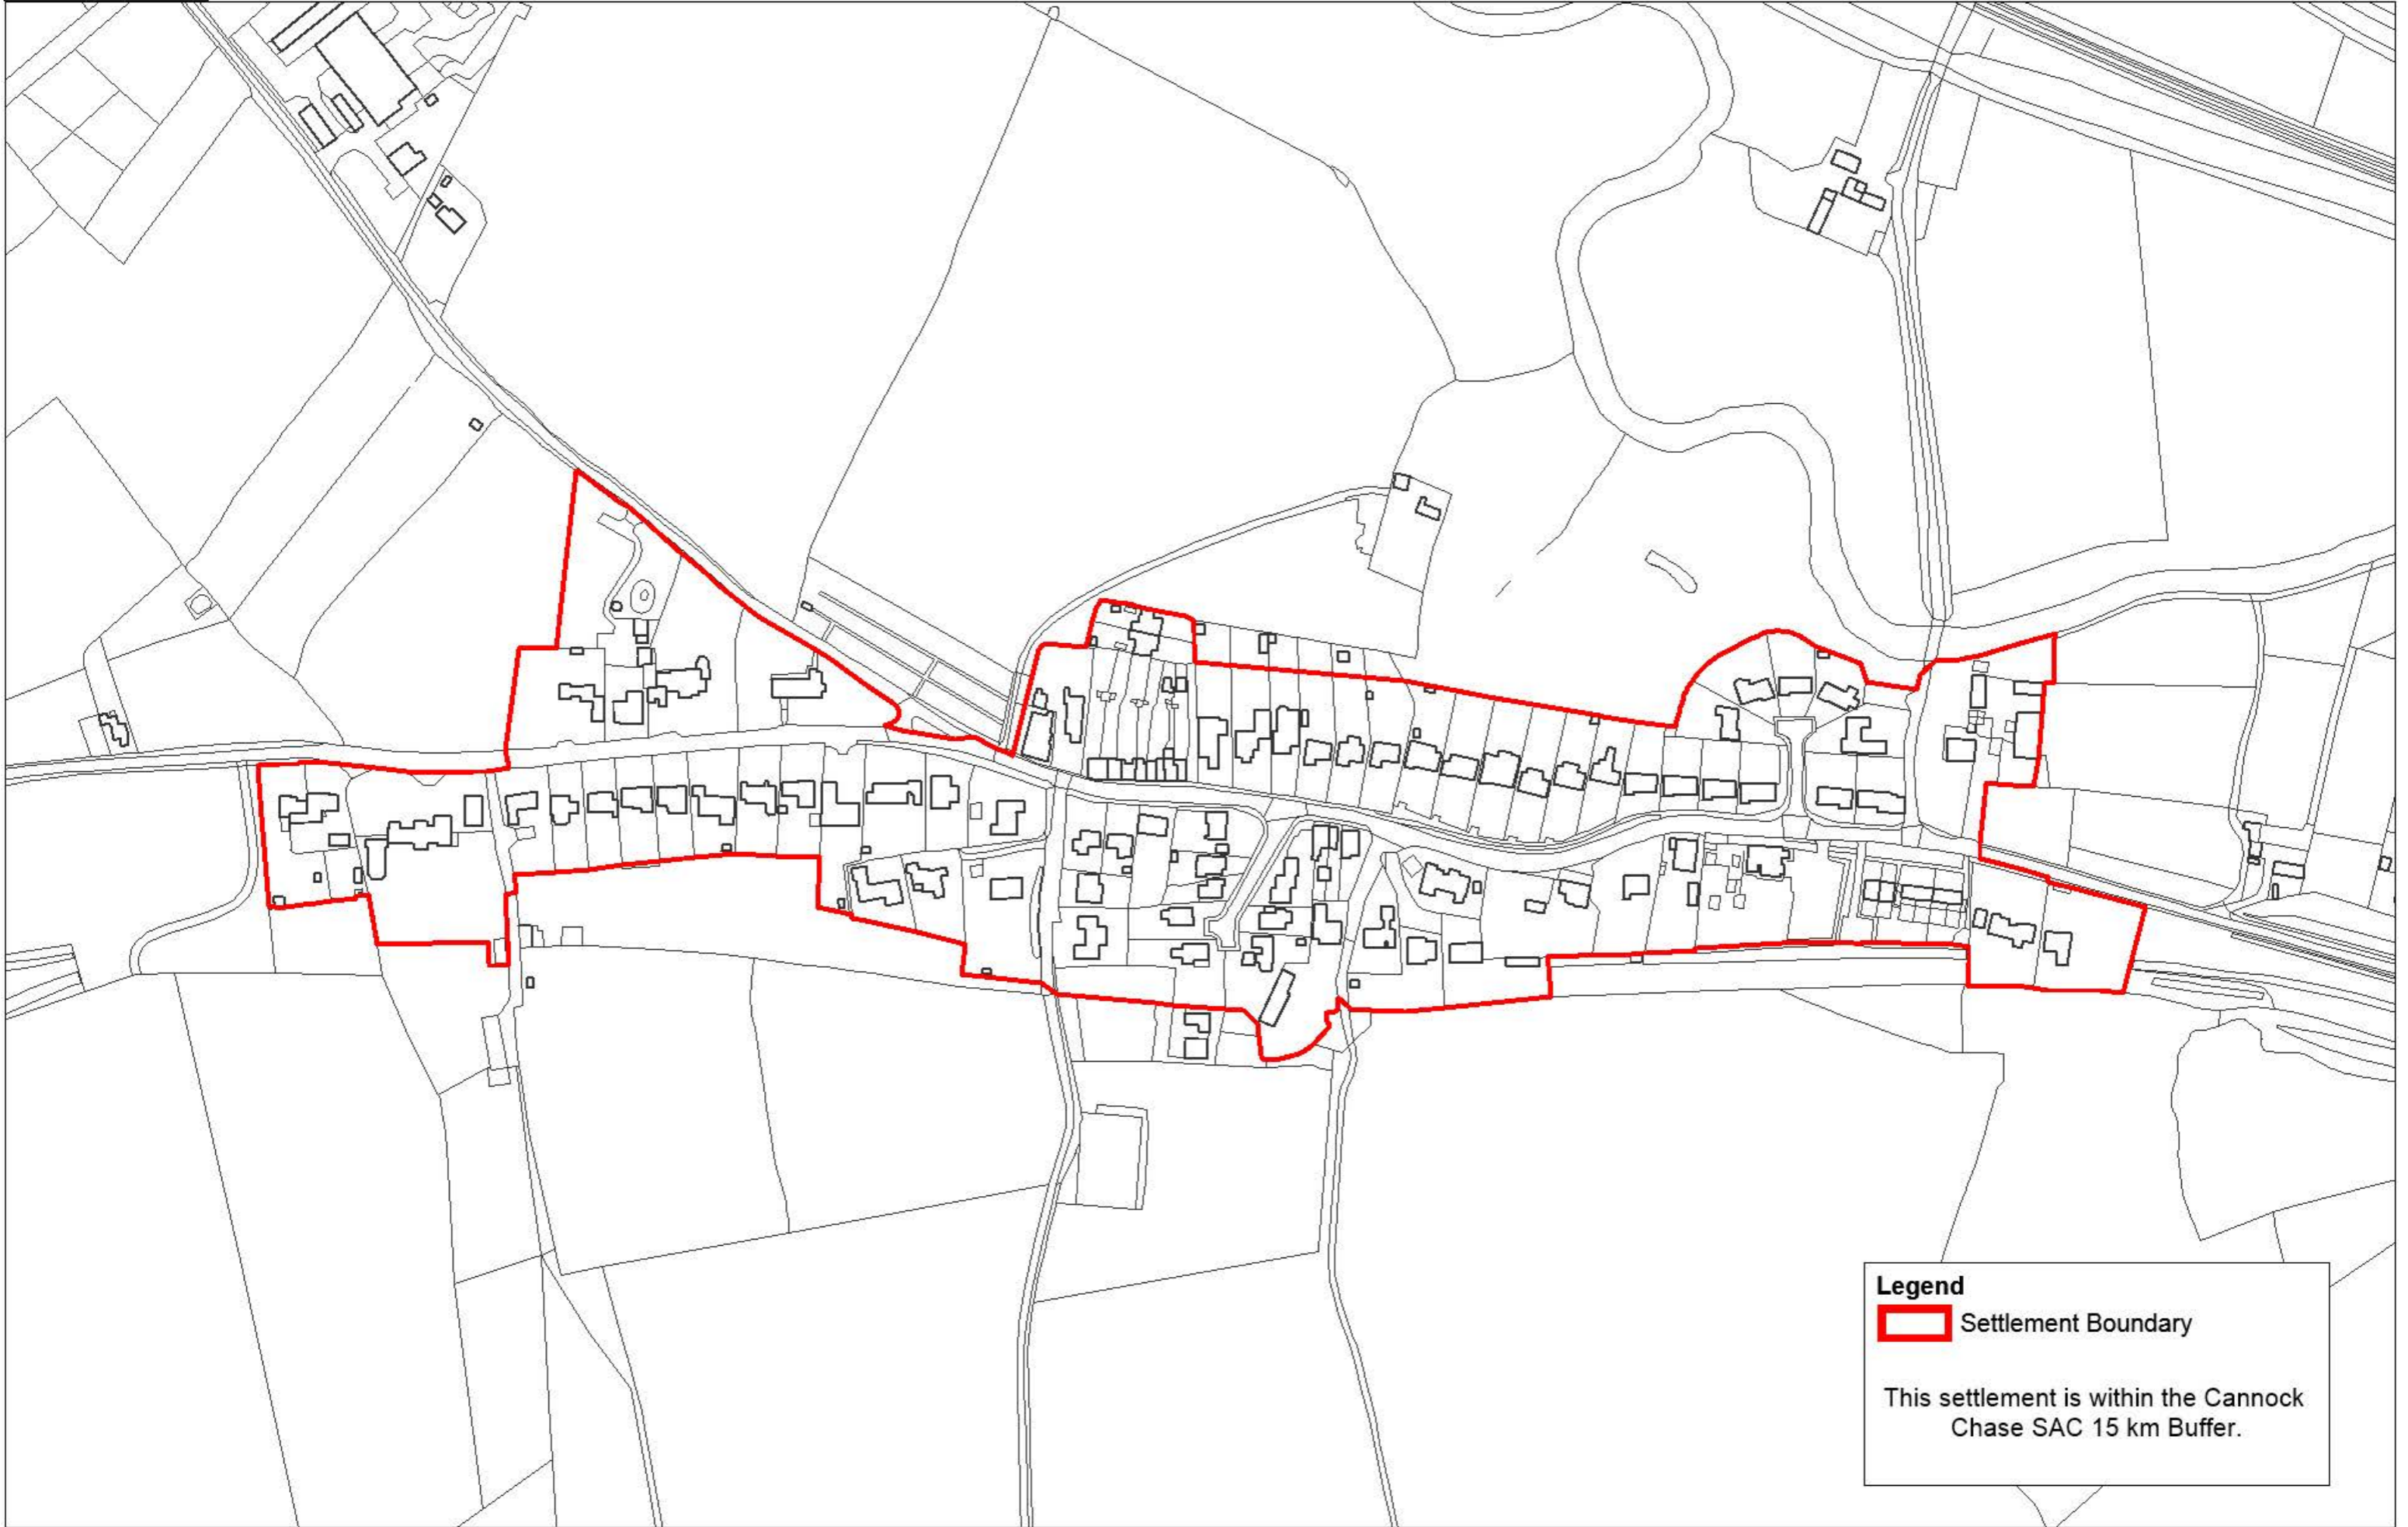 Legend
Settlement Boundary
This settlement is within the Cannock
Chase SAC 15 km Buffer.